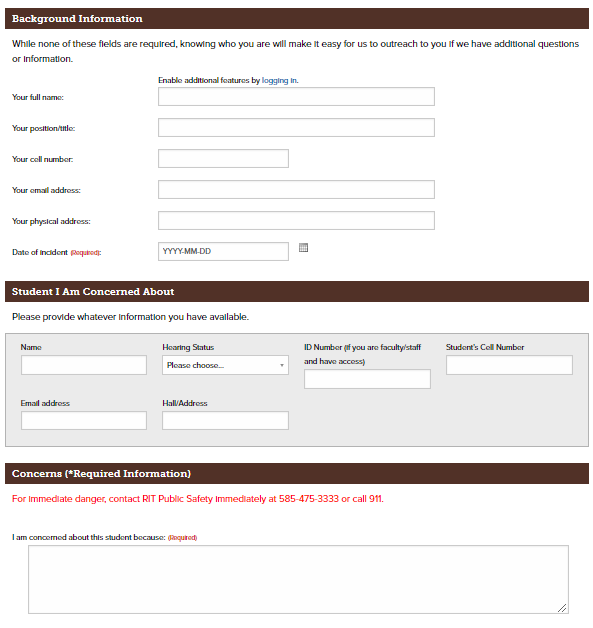 Background Information
While none of these fields are required, knowing who you are will make it easy for us to outreach to you if we have additional questions
or information.
Enable additional features by logging in.
Your full name:
Your position/title:
Your cell number:
Your email address:
Your physical address:
Date of incident (Required):
YYYY-MM-DD
Student I Am Concerned About
Please provide whatever information you have available.
Name
Hearing Status
Please choose...
ID Number (If you are faculty/staff
and have access)
Student's Cell Number
Email address
Hall/Address
Concerns (*Required Information)
For immediate danger, contact RIT Public Safety immediately at 585-475-3333 or call 911.
I am concerned about this student because: (Required)